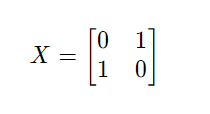 X = [0 1
1 0]